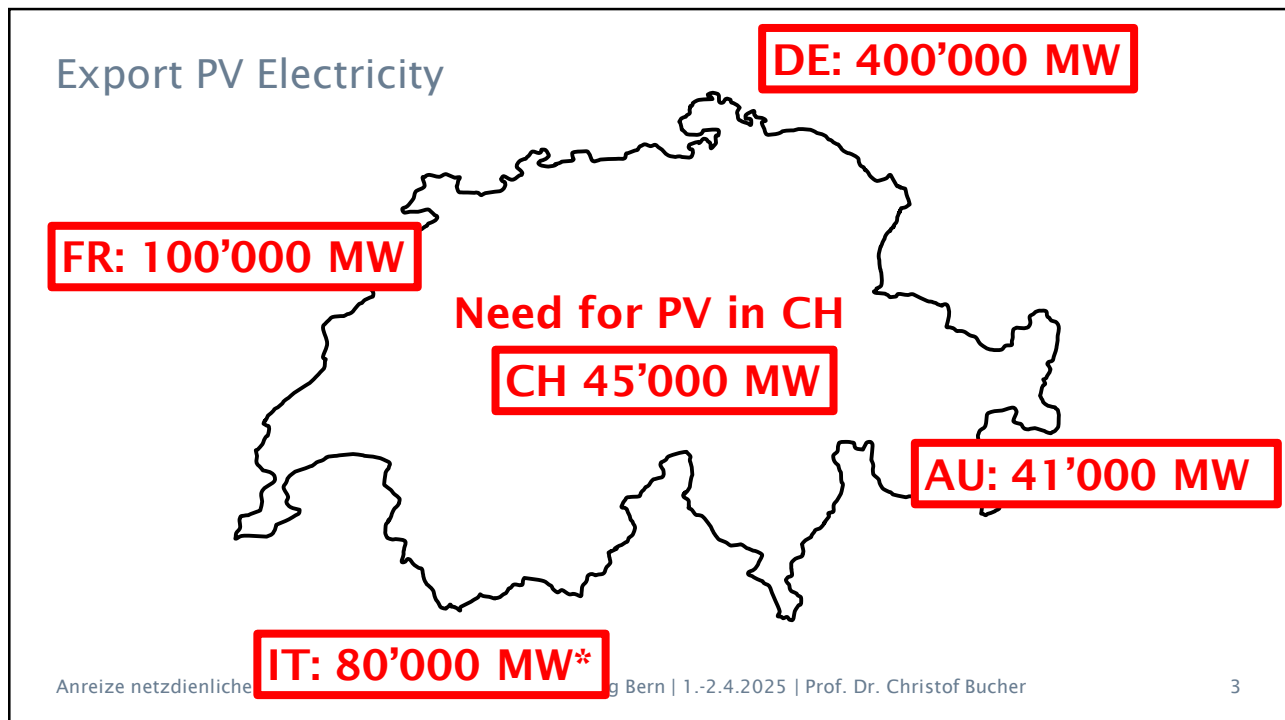 Export PV Electricity
DE: 400’000 MW
FR: 100’000 MW
Need for PV in CH
CH 45’000 MW
AU: 41’000 MW
IT: 80’000 MW*
Anreize netzdienliche g Bern | 1.-2.4.2025 | Prof. Dr. Christof Bucher 3